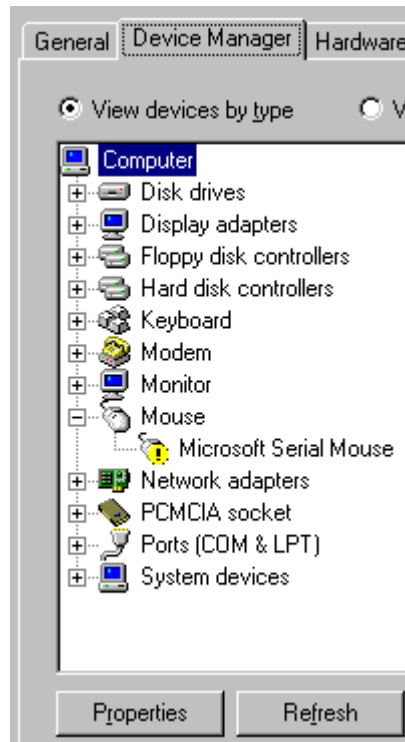 General Device Manager Hardware
View devices by type V
Computer
Disk drives
Display adapters
Floppy disk controllers
Hard disk controllers
Keyboard
Modem
Monitor
Mouse
Microsoft Serial Mouse
Network adapters
PCMCIA socket
Ports (COM & LPT)
System devices
Properties Refresh